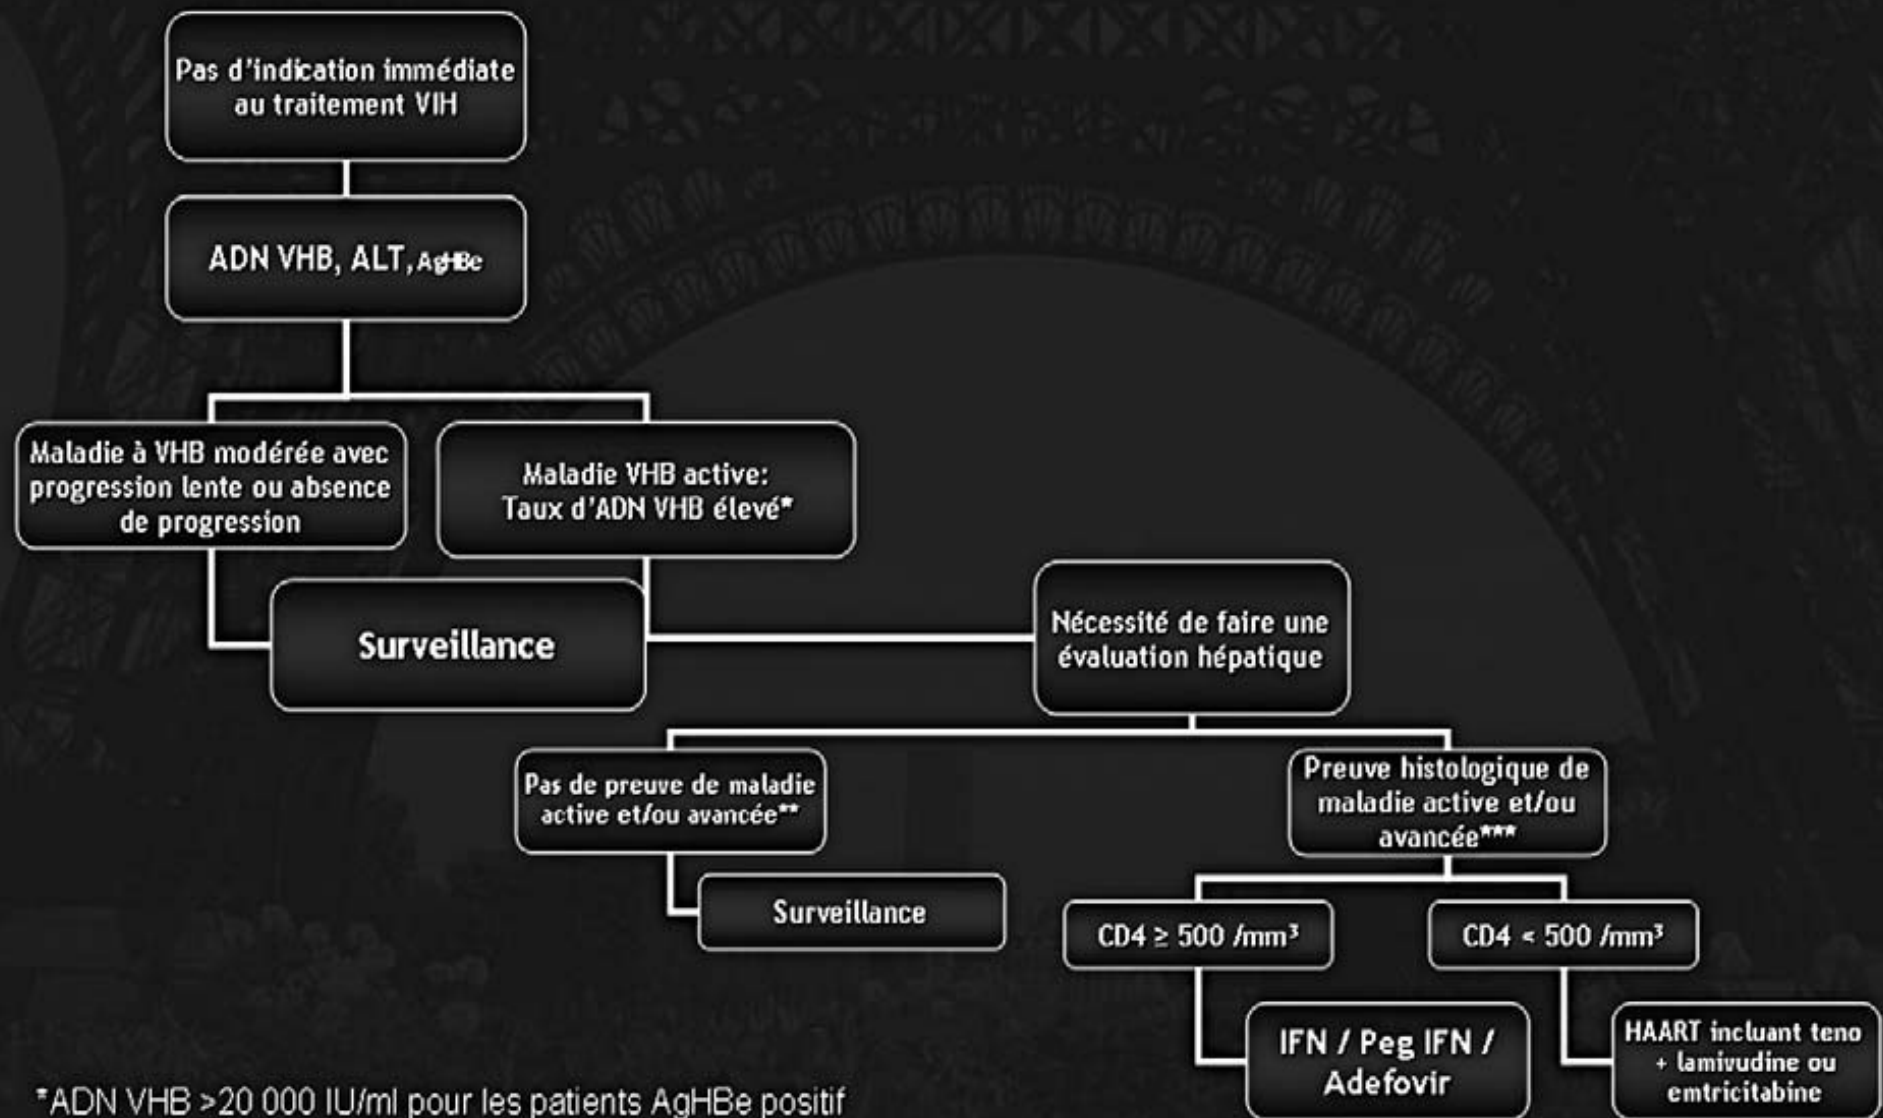 Pas d'indication immédiate
au traitement VIH
ADN VHB, ALT, AgHBe
Maladie à VHB modérée avec
progression lente ou absence
de progression
Maladie VHB active:
Taux d'ADN VHB élevé*
Surveillance
Nécessité de faire une
évaluation hépatique
Pas de preuve de maladie
active et/ou avancée**
Surveillance
Preuve histologique de
maladie active et/ou
avancée***
CD4 ≥ 500 /mm³
CD4 < 500 /mm³
IFN / Peg IFN /
Adefovir
HAART incluant teno
+ lamivudine ou
emtricitabine
*ADN VHB >20 000 IU/ml pour les patients AgHBe positif